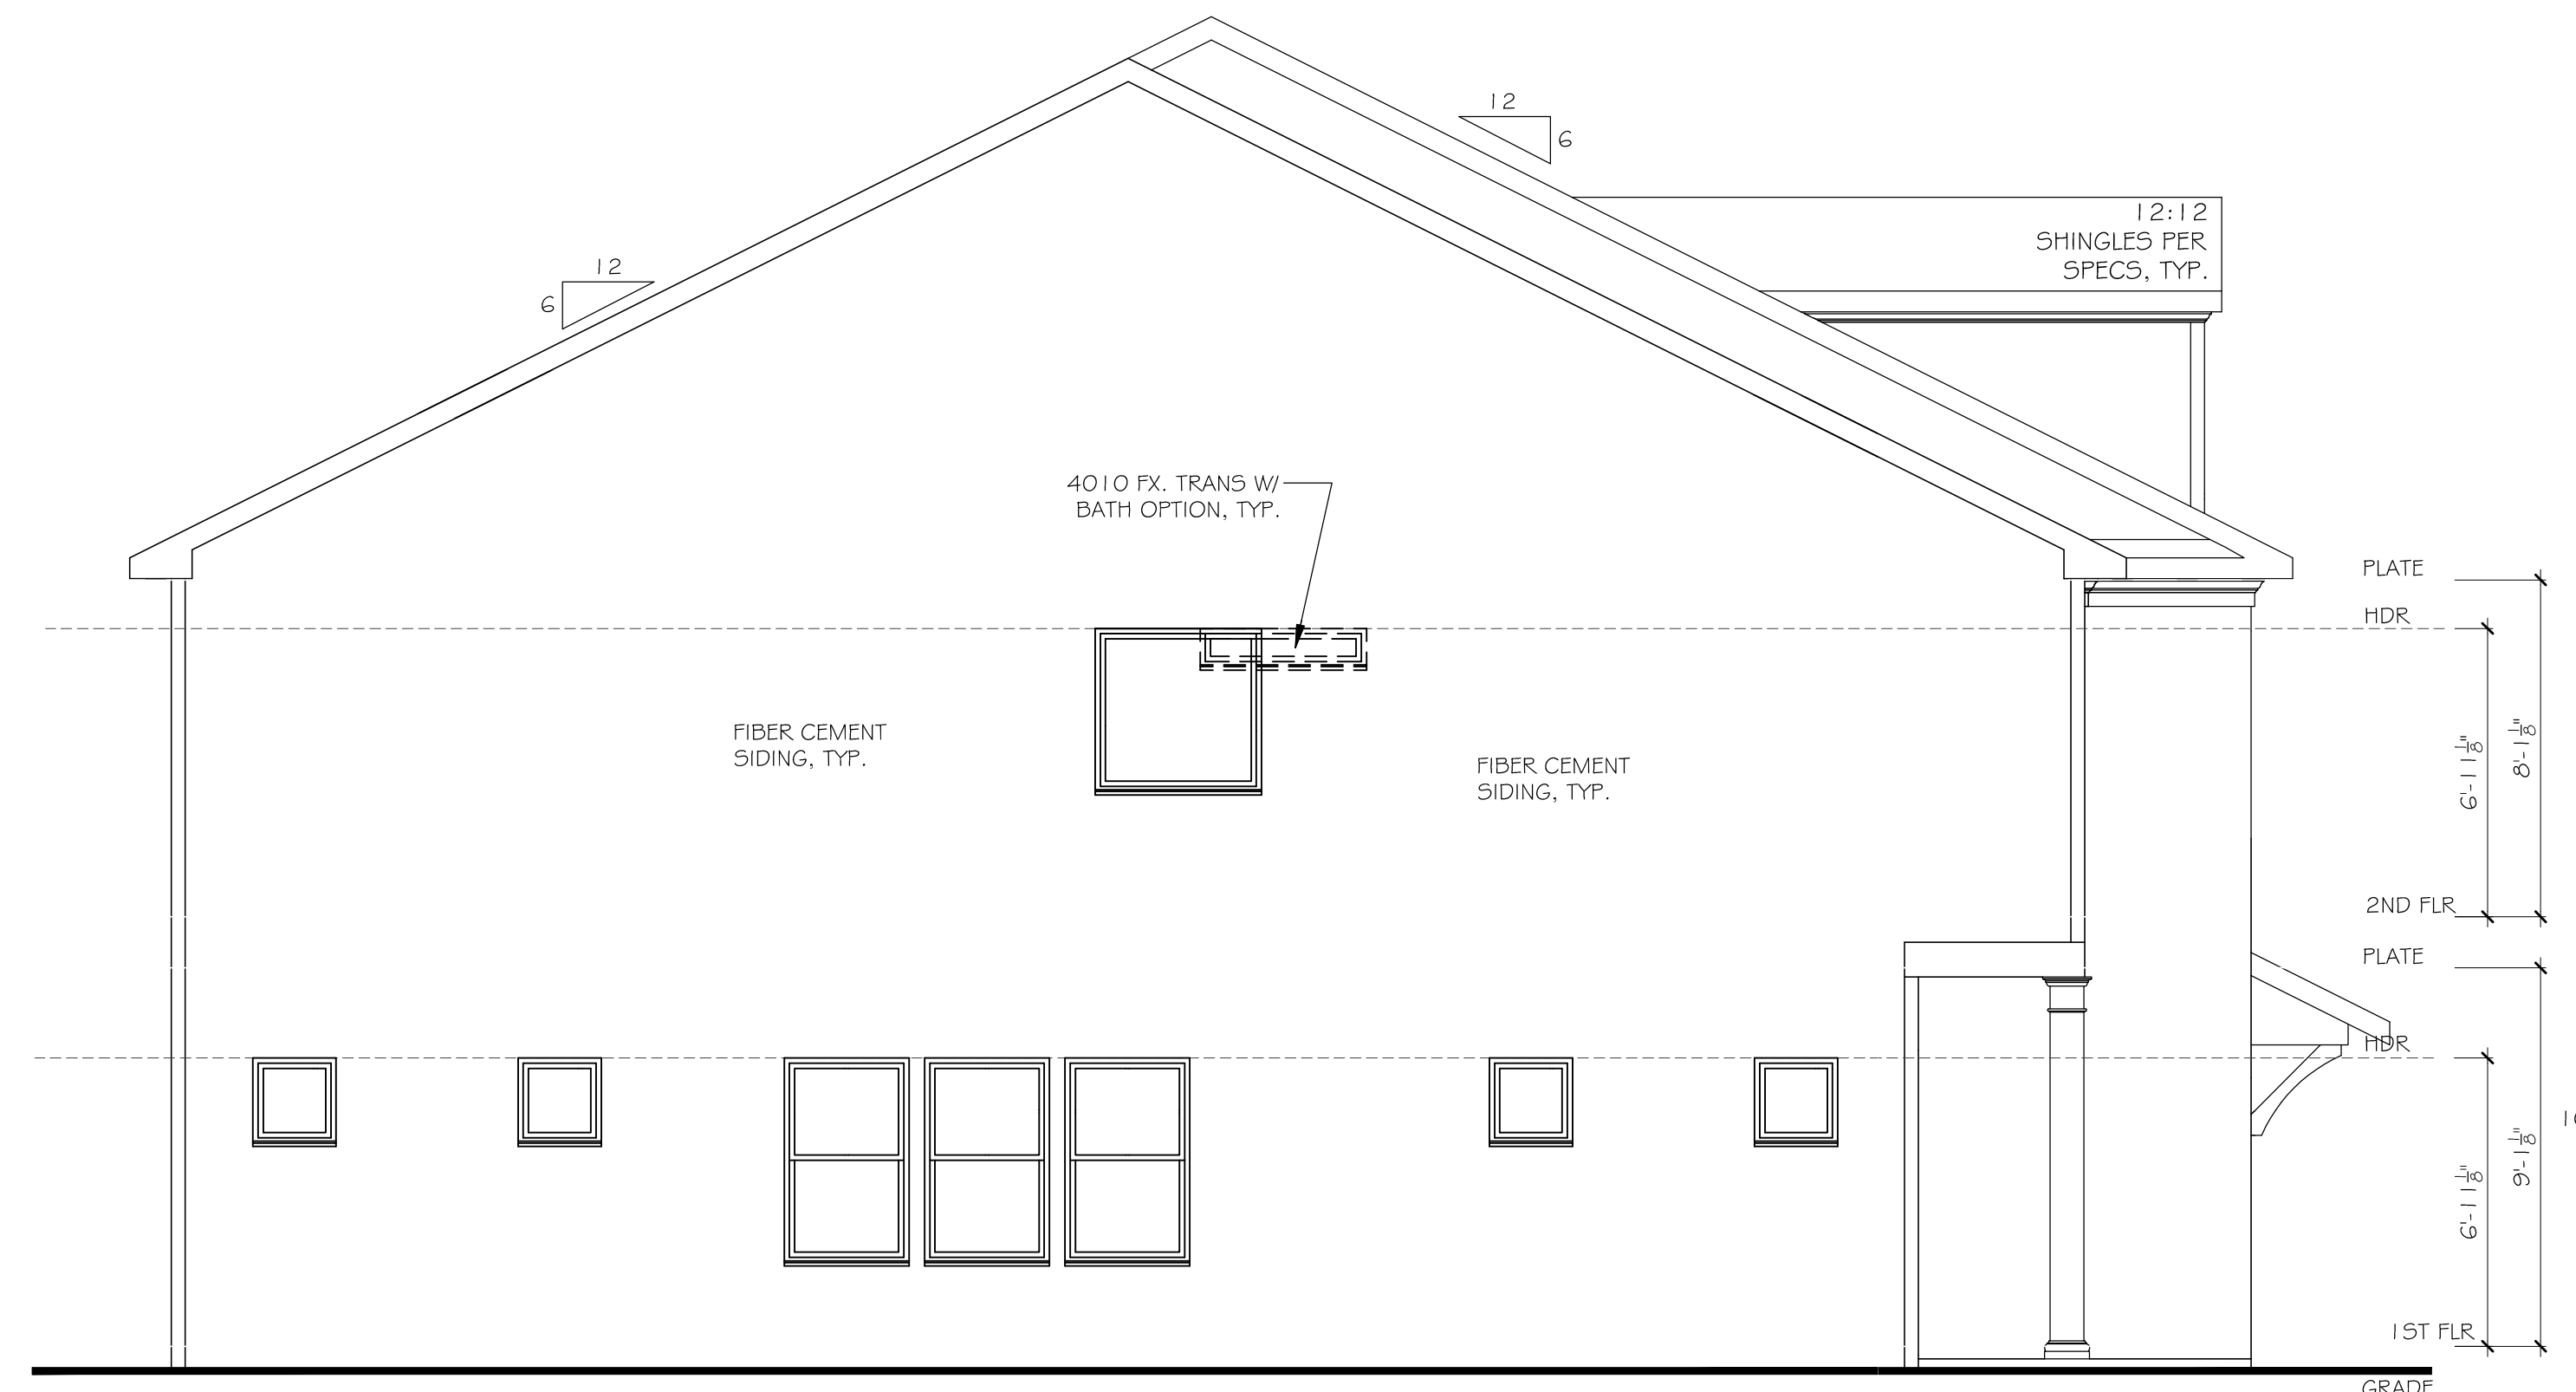 12
6
12
6
12:12
SHINGLES PER
SPECS, TYP.
4010 FX. TRANS W/
BATH OPTION, TYP.
PLATE
HDR
FIBER CEMENT
SIDING, TYP.
FIBER CEMENT
SIDING, TYP.
6'-11 1/8"
8'-1 1/8"
2ND FLR
PLATE
HDR
6'-11 1/8"
9'-1 1/8"
1ST FLR
GRADE